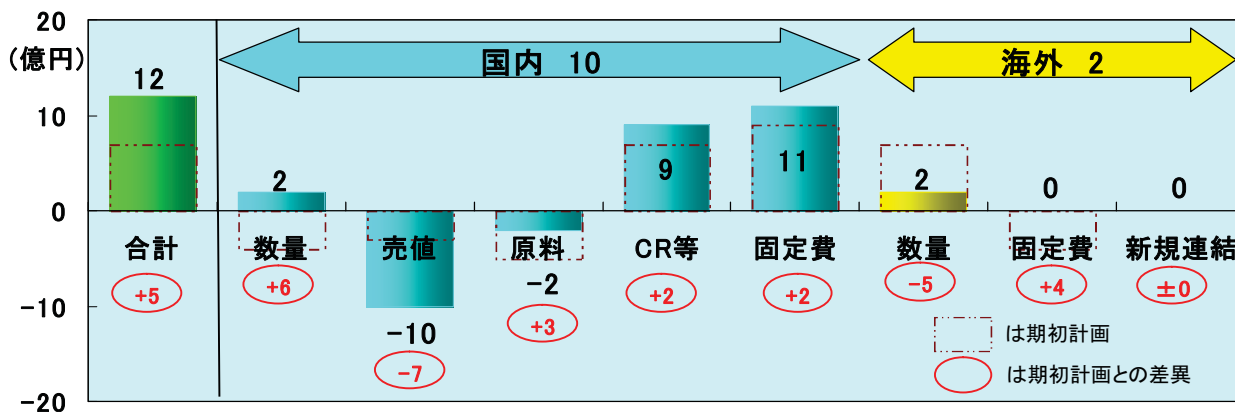 20
(億円)
10
0
-10
-20
国内 10
海外 2
12
合計
+5
2
数量
+6
売値
-10
-7
原料
-2
+3
9
CR等
+2
11
固定費
+2
2
数量
-5
0
固定費
+4
0
新規連結
±0
は期初計画
は期初計画との差異